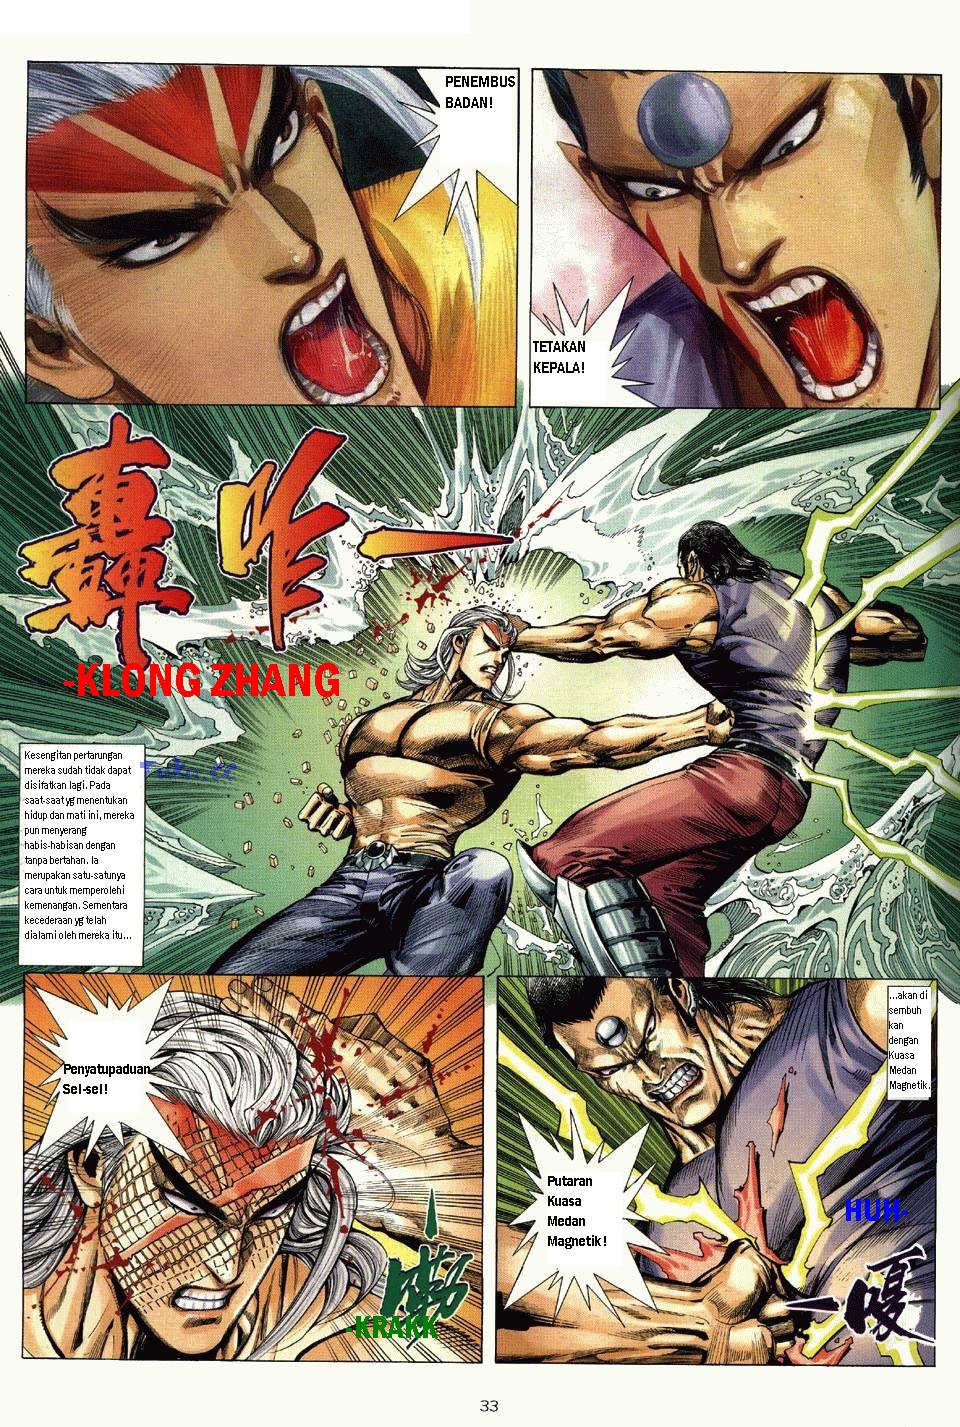 PENEMBUS
BADAN!
TETAKAN
KEPALA!
轟咋一
-KLONG ZHANG
Kesengitan pertarungan
mereka sudah tidak dapat
disifatkan lagi. Pada
saat-saat yg menentukan
hidup dan mati ini, mereka
pun menyerang
habis-habisan dengan
tanpa bertahan. Ia
merupakan satu-satunya
cara untuk memperolehi
kemenangan. Sementara
kecederaan yg telah
dialami oleh mereka itu...
Penyatupaduan
Sel-sel!
-KRAKK
...akan di
sembuh
kan
dengan
Kuasa
Medan
Magnetik.
Putaran
Kuasa
Medan
Magnetik!
HUH-
一嗄
33